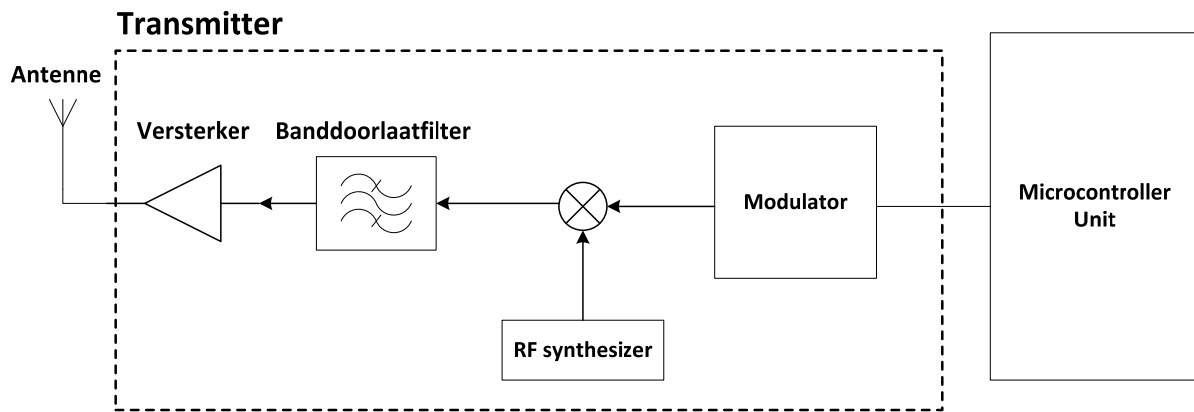 Transmitter
Antenne
Versterker
Banddoorlaatfilter
Modulator
Microcontroller
Unit
RF synthesizer